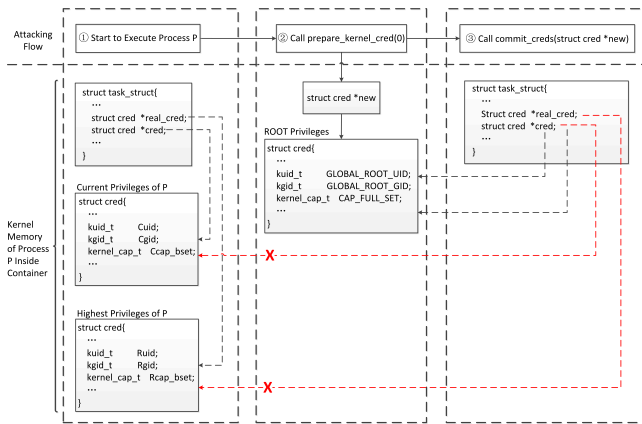 Attacking
Flow
① Start to Execute Process P
② Call prepare_kernel_cred(0)
③ Call commit_creds(struct cred *new)
Kernel
Memory
of Process
P Inside
Container
struct task_struct{
...
struct cred *real_cred;
struct cred *cred;
...
}
Current Privileges of P
struct cred{
...
kuid_t Cuid;
kgid_t Cgid;
kernel_cap_t Ccap_bset;
...
}
Highest Privileges of P
struct cred{
...
kuid_t Ruid;
kgid_t Rgid;
kernel_cap_t Rcap_bset;
...
}
struct cred *new
ROOT Privileges
struct cred{
...
kuid_t GLOBAL_ROOT_UID;
kgid_t GLOBAL_ROOT_GID;
kernel_cap_t CAP_FULL_SET;
...
}
X
X
struct task_struct{
...
Struct cred *real_cred;
struct cred *cred;
...
}